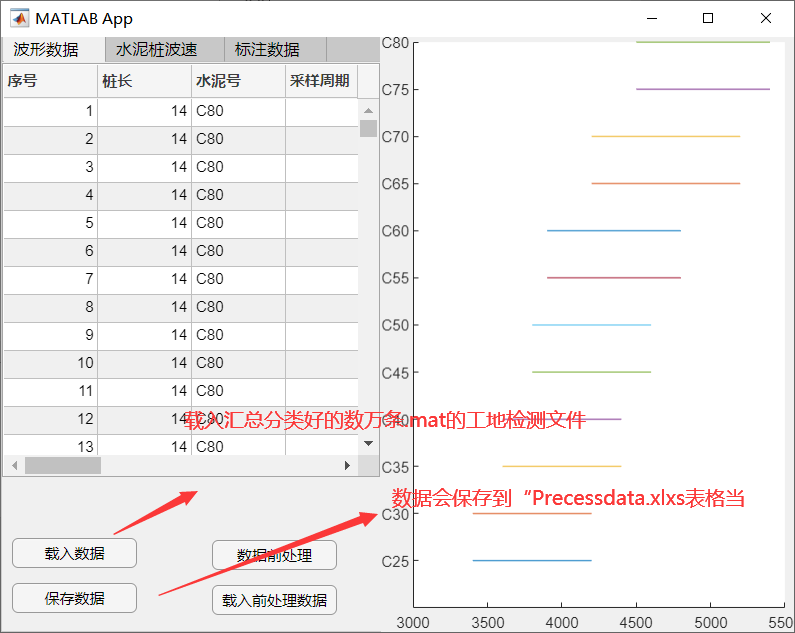 MATLAB App
波形数据 水泥桩波速 标注数据
序号 桩长 水泥号 采样周期
1 14 C80
2 14 C80
3 14 C80
4 14 C80
5 14 C80
6 14 C80
7 14 C80
8 14 C80
9 14 C80
10 14 C80
11 14 C80
12 14 C80
13 14 C80
载入汇总分类好的数万条.mat的工地检测文件
数据会保存到“Precessdata.xlxs表格当
载入数据 数据前处理
保存数据 载入前处理数据
C80
C75
C70
C65
C60
C55
C50
C45
C40
C35
C30
C25
3000 3500 4000 4500 5000 550